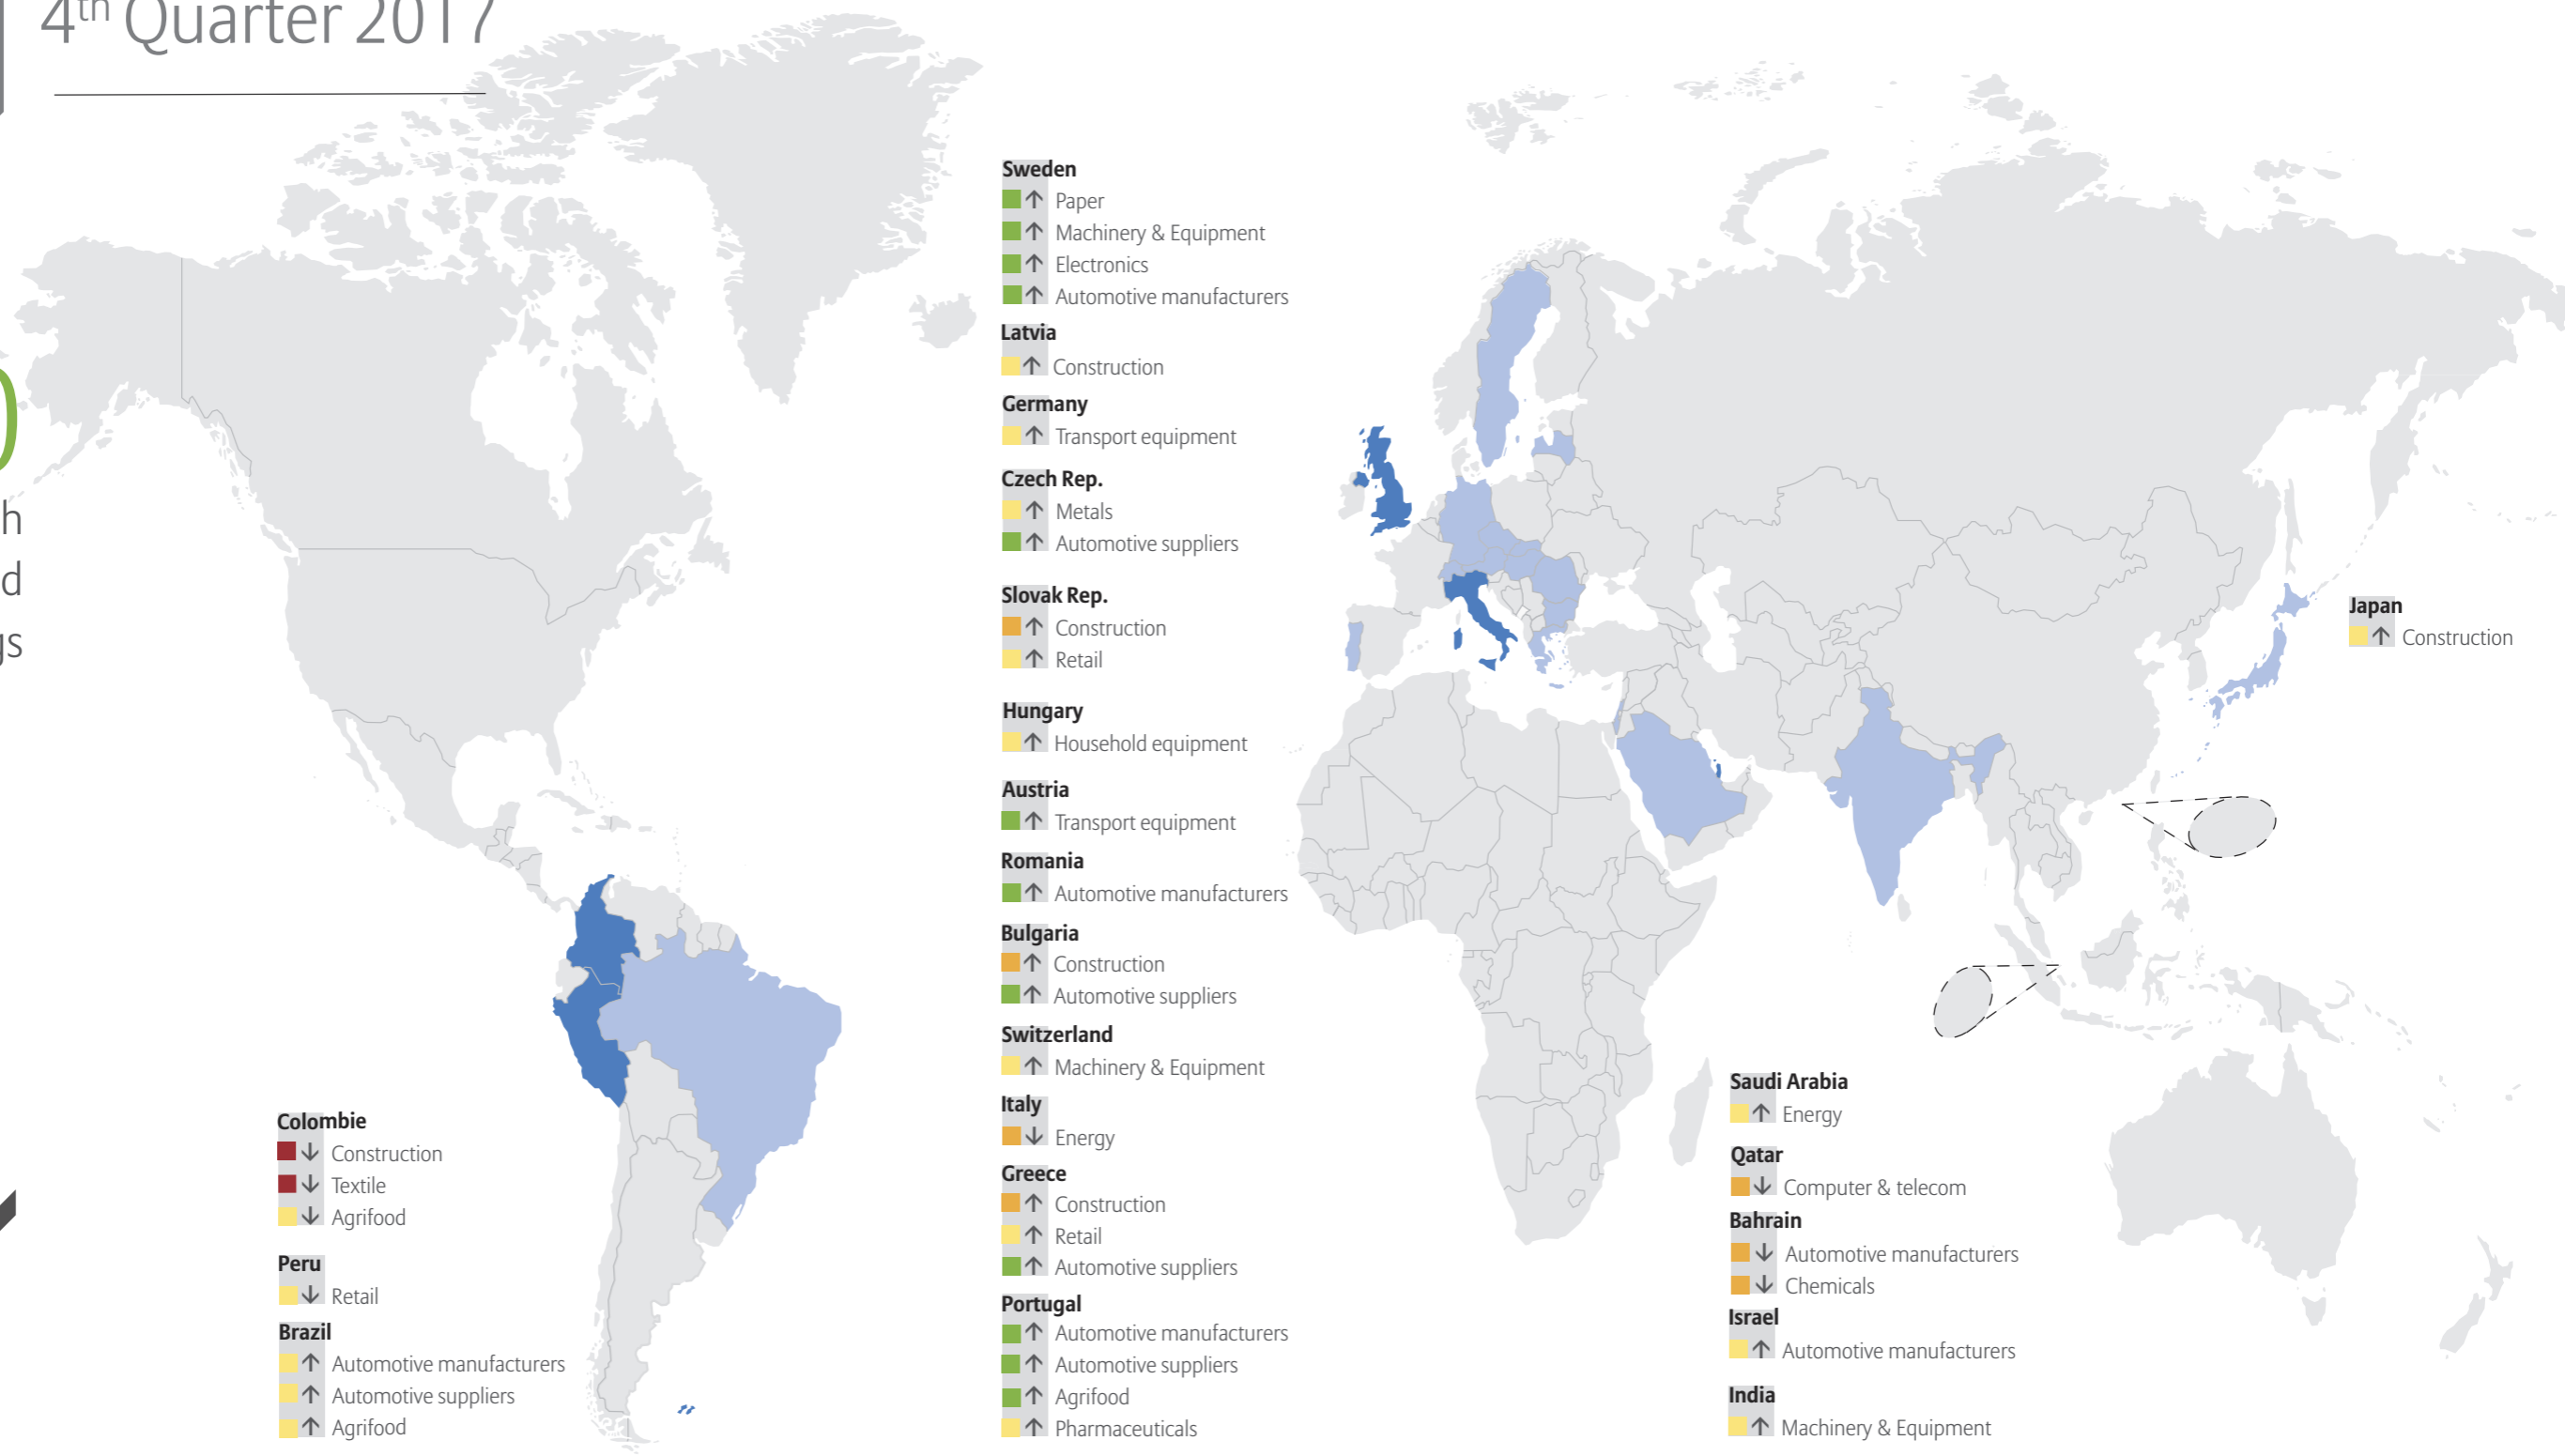 4th Quarter 2017
h
d
gs
Sweden
Paper
Machinery & Equipment
Electronics
Automotive manufacturers
Latvia
Construction
Germany
Transport equipment
Czech Rep.
Metals
Automotive suppliers
Slovak Rep.
Construction
Retail
Hungary
Household equipment
Austria
Transport equipment
Romania
Automotive manufacturers
Bulgaria
Construction
Automotive suppliers
Switzerland
Machinery & Equipment
Italy
Energy
Greece
Construction
Retail
Automotive suppliers
Portugal
Automotive manufacturers
Automotive suppliers
Agrifood
Pharmaceuticals
Colombie
Construction
Textile
Agrifood
Peru
Retail
Brazil
Automotive manufacturers
Automotive suppliers
Agrifood
Japan
Construction
Saudi Arabia
Energy
Qatar
Computer & telecom
Bahrain
Automotive manufacturers
Chemicals
Israel
Automotive manufacturers
India
Machinery & Equipment